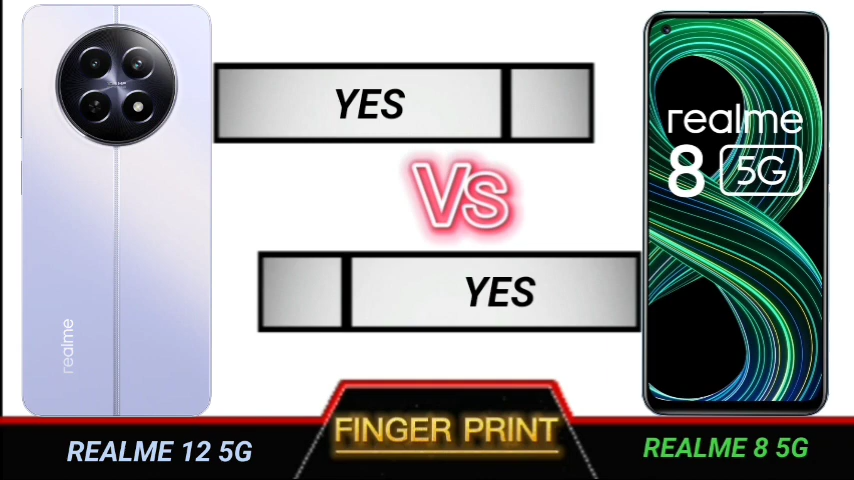 YES
VS
YES
realme
8 5G
realme
FINGER PRINT
REALME 12 5G
REALME 8 5G